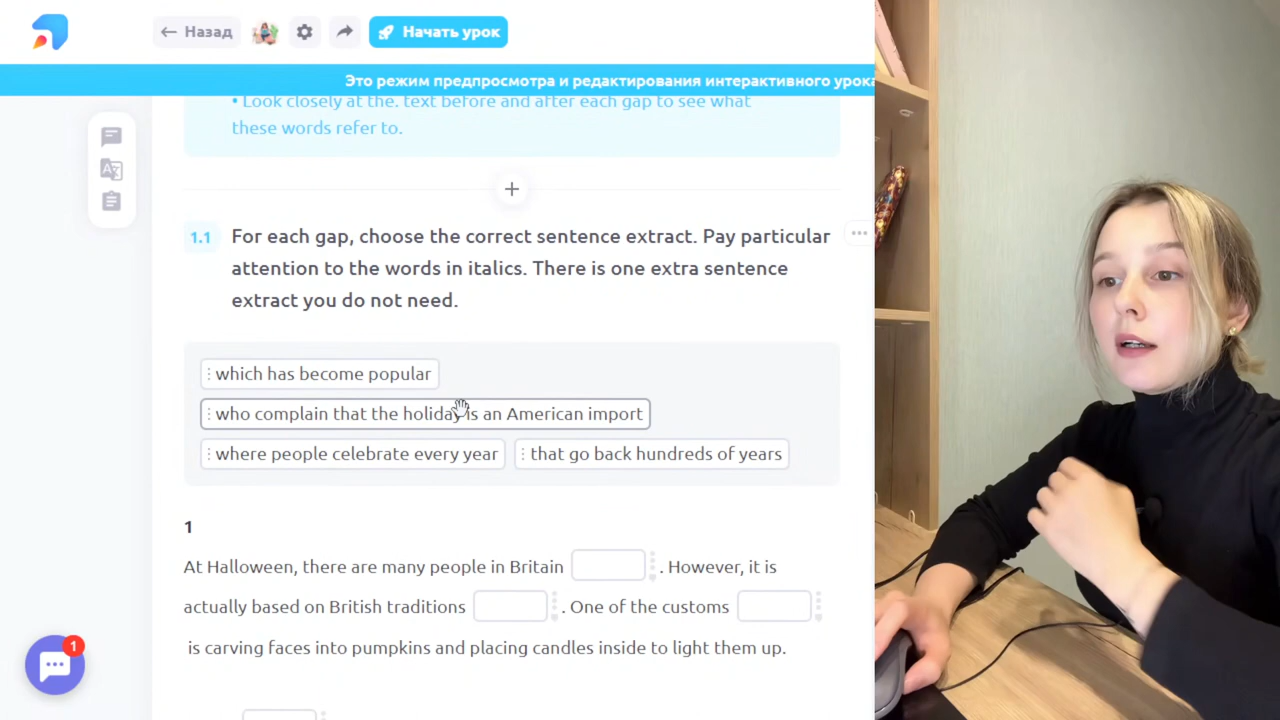 Назад
Начать урок
Это режим предпросмотра и редактирования интерактивного урока
• Look closely at the. text before and after each gap to see what
these words refer to.
1.1
For each gap, choose the correct sentence extract. Pay particular
attention to the words in italics. There is one extra sentence
extract you do not need.
which has become popular
who complain that the holiday is an American import
where people celebrate every year
that go back hundreds of years
1
At Halloween, there are many people in Britain . However, it is
actually based on British traditions . One of the customs
is carving faces into pumpkins and placing candles inside to light them up.
1